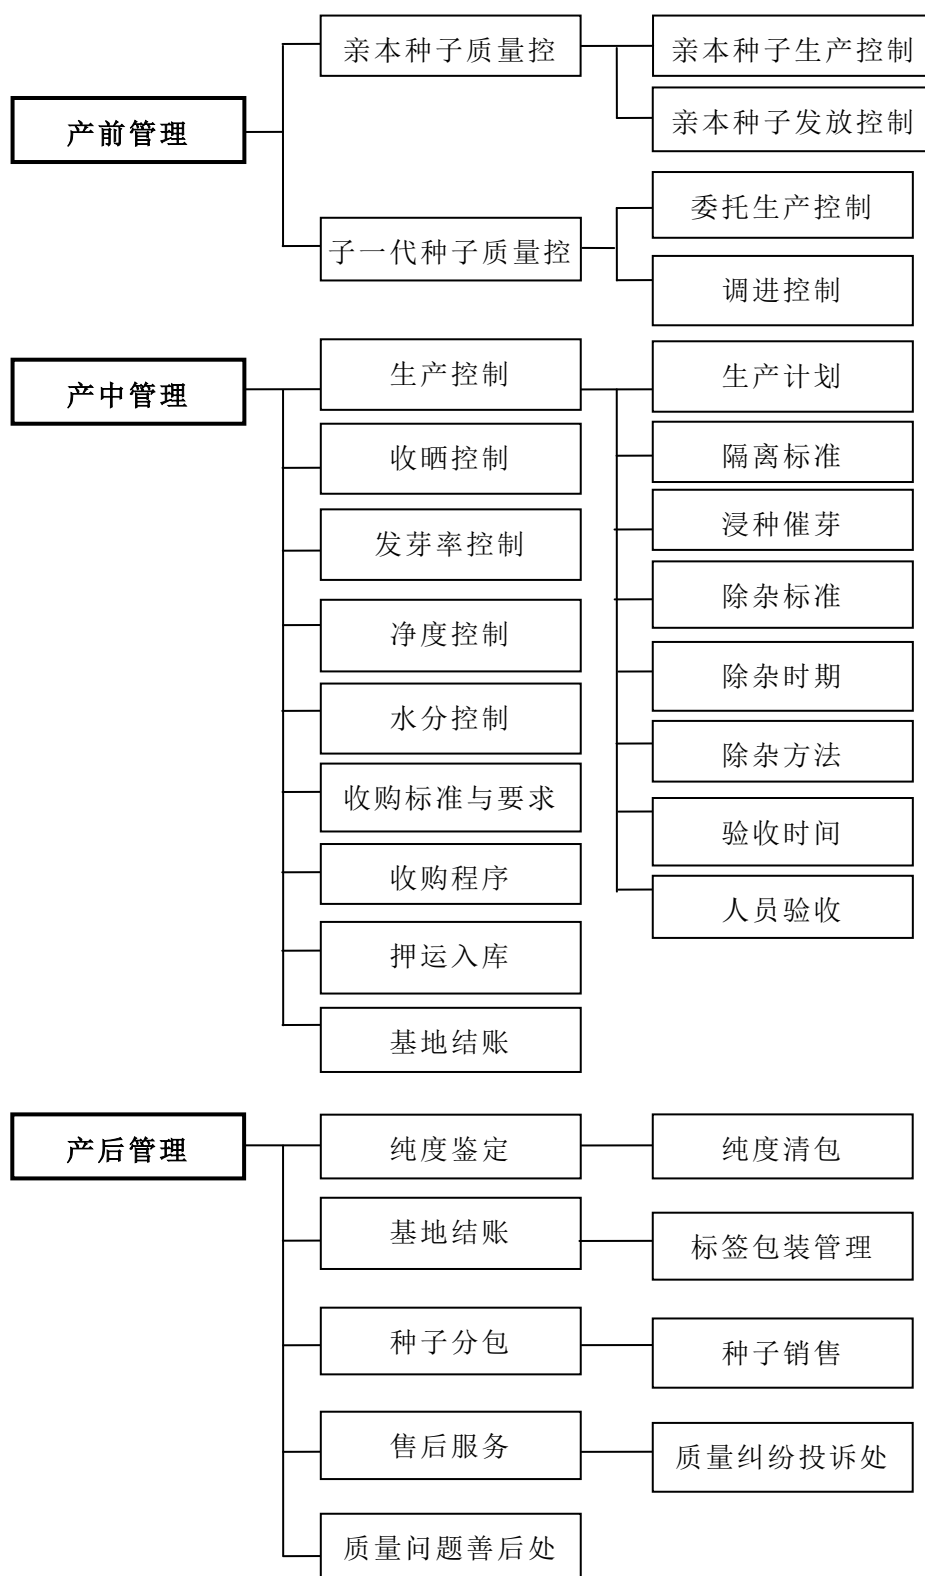 亲本种子质量控
亲本种子生产控制
产前管理
亲本种子发放控制
委托生产控制
子一代种子质量控
调进控制
产中管理
生产控制
生产计划
收晒控制
隔离标准
发芽率控制
浸种催芽
净度控制
除杂标准
水分控制
除杂时期
收购标准与要求
除杂方法
收购程序
验收时间
押运入库
人员验收
基地结账
产后管理
纯度鉴定
纯度清包
基地结账
标签包装管理
种子分包
种子销售
售后服务
质量纠纷投诉处
质量问题善后处